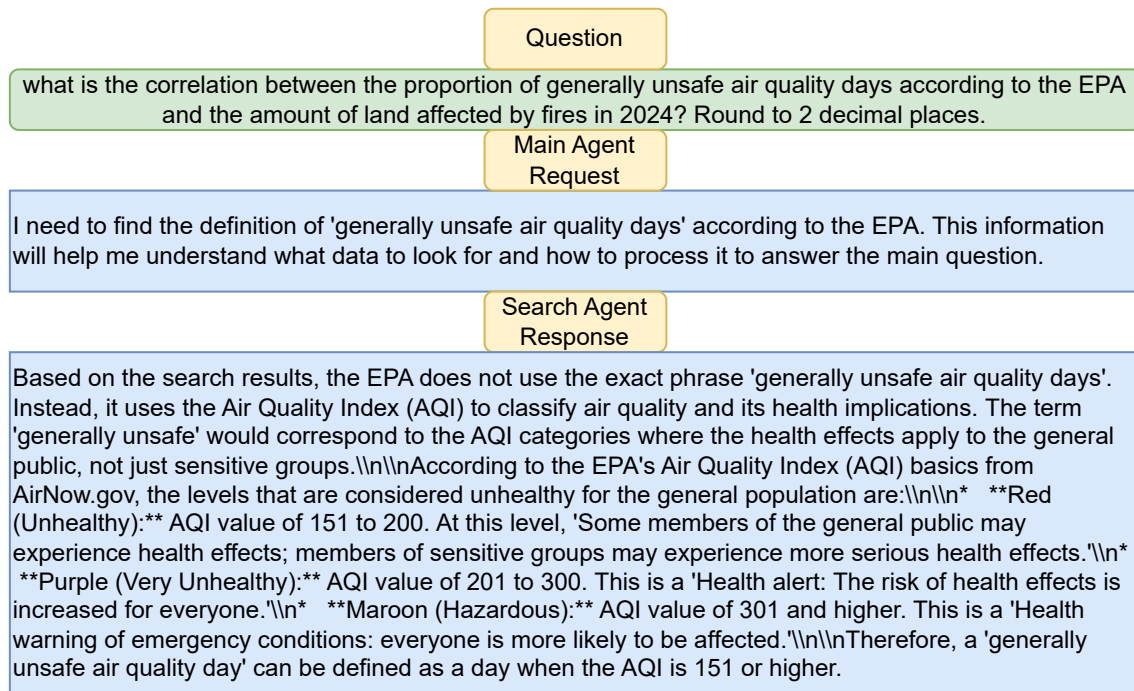 Question
what is the correlation between the proportion of generally unsafe air quality days according to the EPA
and the amount of land affected by fires in 2024? Round to 2 decimal places.
Main Agent
Request
I need to find the definition of 'generally unsafe air quality days' according to the EPA. This information
will help me understand what data to look for and how to process it to answer the main question.
Search Agent
Response
Based on the search results, the EPA does not use the exact phrase 'generally unsafe air quality days'.
Instead, it uses the Air Quality Index (AQI) to classify air quality and its health implications. The term
'generally unsafe' would correspond to the AQI categories where the health effects apply to the general
public, not just sensitive groups.\\n\\nAccording to the EPA's Air Quality Index (AQI) basics from
AirNow.gov, the levels that are considered unhealthy for the general population are:\\n\\n*   **Red
(Unhealthy):** AQI value of 151 to 200. At this level, 'Some members of the general public may
experience health effects; members of sensitive groups may experience more serious health effects.'\\n*
**Purple (Very Unhealthy):** AQI value of 201 to 300. This is a 'Health alert: The risk of health effects is
increased for everyone.'\\n*   **Maroon (Hazardous):** AQI value of 301 and higher. This is a 'Health
warning of emergency conditions: everyone is more likely to be affected.'\\n\\nTherefore, a 'generally
unsafe air quality day' can be defined as a day when the AQI is 151 or higher.